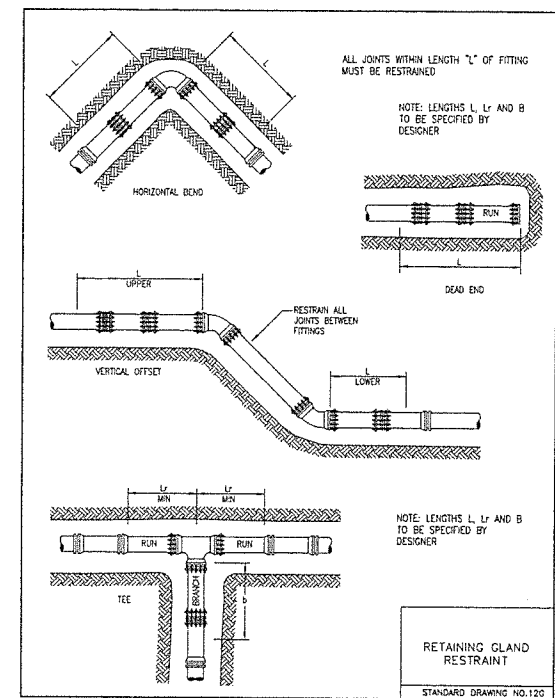 L
L
HORIZONTAL BEND
ALL JOINTS WITHIN LENGTH "L" OF FITTING
MUST BE RESTRAINED
NOTE: LENGTHS L, Lr AND B
TO BE SPECIFIED BY
DESIGNER
RUN
L
DEAD END
L
UPPER
RESTRAIN ALL
JOINTS BETWEEN
FITTINGS
VERTICAL OFFSET
L
LOWER
Lr
MIN
Lr
MIN
RUN
RUN
BRANCH
b
TEE
NOTE: LENGTHS L, Lr AND B
TO BE SPECIFIED BY
DESIGNER
RETAINING GLAND
RESTRAINT
STANDARD DRAWING NO.120